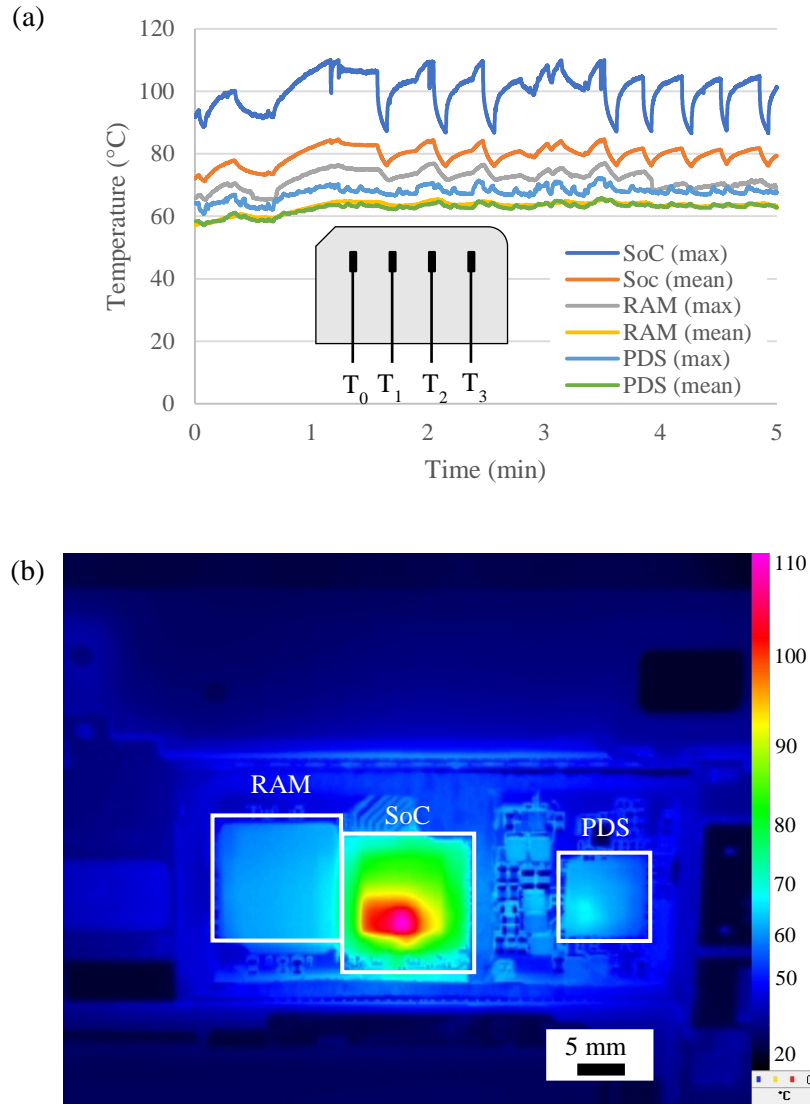 (a)
120
100
80
60
40
20
0
Temperature (°C)
SoC (max)
Soc (mean)
RAM (max)
RAM (mean)
PDS (max)
PDS (mean)
T0 T1 T2 T3
0 1 2 3 4 5
Time (min)
(b)
110
100
90
80
70
60
50
20
°C
RAM
SoC
PDS
5 mm